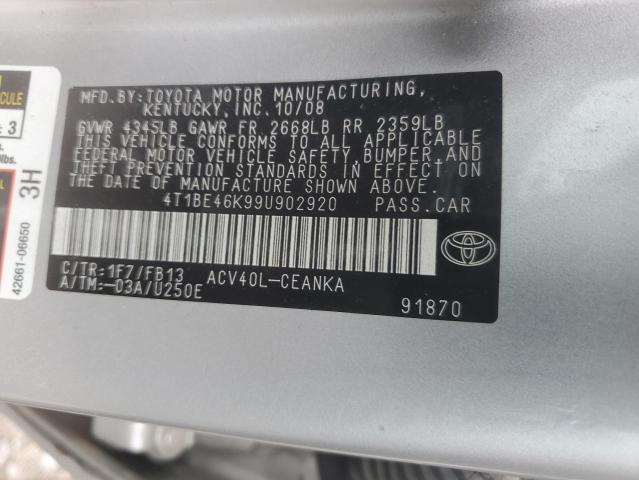 MFD. BY: TOYOTA MOTOR MANUFACTURING,
KENTUCKY, INC. 10/08
GVWR 4345LB GAWR FR 2668LB RR 2359LB
THIS VEHICLE CONFORMS TO ALL APPLICABLE
FEDERAL MOTOR VEHICLE SAFETY, BUMPER, AND
THEFT PREVENTION STANDARDS IN EFFECT ON
THE DATE OF MANUFACTURE SHOWN ABOVE.
4T1BE46K99U902920 PASS.CAR
C/TR: 1F7/FB13 ACV40L-CEANKA
A/TM:-03A/U250E
91870
3
lbs.
3H
42661-06650